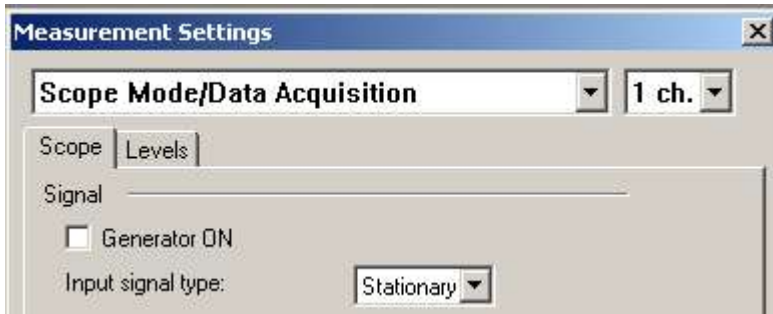 Measurement Settings
Scope Mode/Data Acquisition 1 ch.
Scope Levels
Signal
Generator ON
Input signal type: Stationary